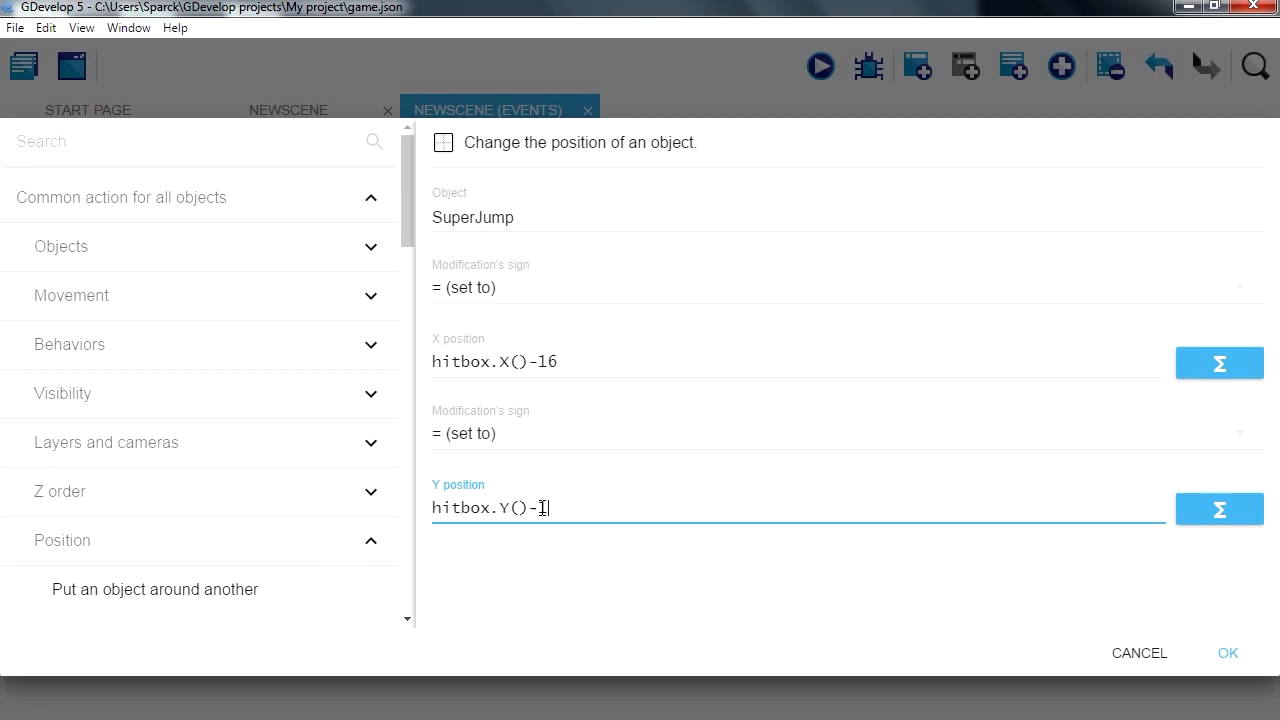 GDevelop 5 - C:\Users\Sparck\GDevelop projects\My project\game.json
File Edit View Window Help
START PAGE NEWSCENE NEWSCENE (EVENTS)
Search
Common action for all objects
Objects
Movement
Behaviors
Visibility
Layers and cameras
Z order
Position
Put an object around another
Change the position of an object.
Object
SuperJump
Modification's sign
= (set to)
X position
hitbox.X()-16
Modification's sign
= (set to)
Y position
hitbox.Y()-1
CANCEL OK